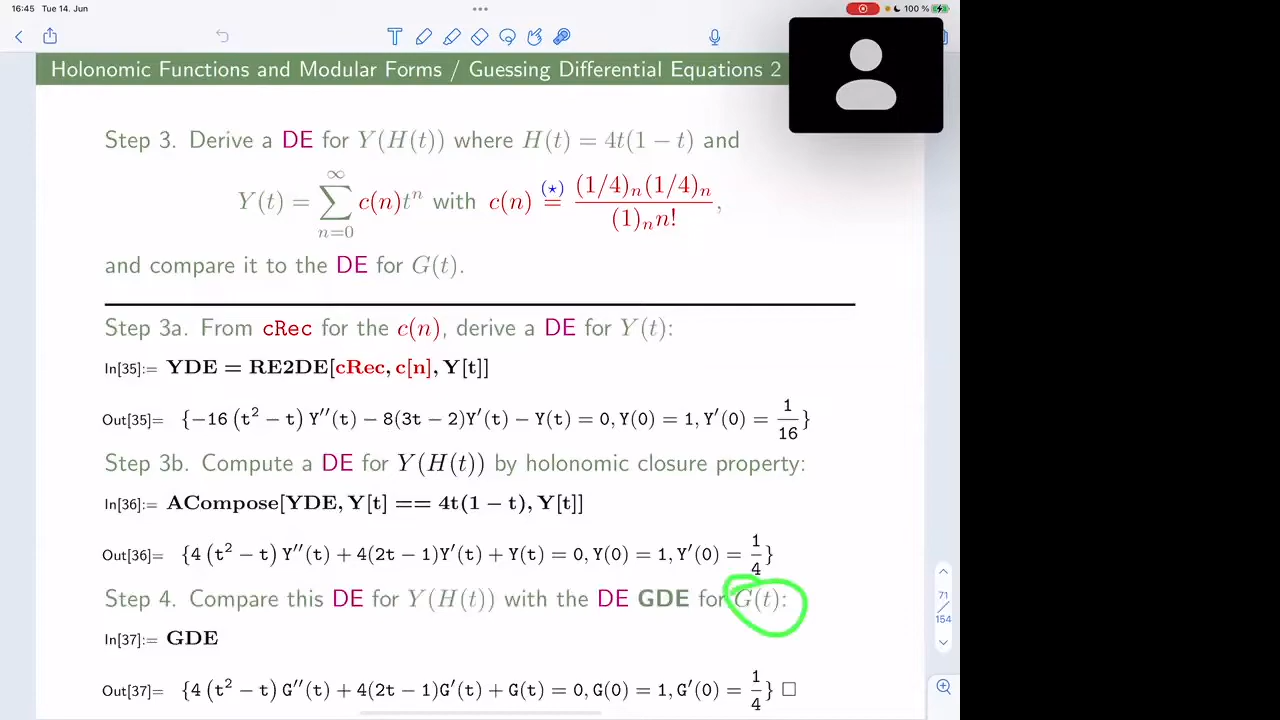 16:45 Tue 14. Jun
100 %
Holonomic Functions and Modular Forms / Guessing Differential Equations 2
Step 3. Derive a DE for Y(H(t)) where H(t) = 4t(1 − t) and
Y(t) = ∑_{n=0}^{∞} c(n)t^n with c(n) (⋆)= (1/4)_n(1/4)_n / (1)_n n!,
and compare it to the DE for G(t).
Step 3a. From cRec for the c(n), derive a DE for Y(t):
In[35]:= YDE = RE2DE[cRec, c[n], Y[t]]
Out[35]= {−16 (t² − t) Y′′(t) − 8(3t − 2)Y′(t) − Y(t) = 0, Y(0) = 1, Y′(0) = 1/16}
Step 3b. Compute a DE for Y(H(t)) by holonomic closure property:
In[36]:= ACompose[YDE, Y[t] == 4t(1 − t), Y[t]]
Out[36]= {4 (t² − t) Y′′(t) + 4(2t − 1)Y′(t) + Y(t) = 0, Y(0) = 1, Y′(0) = 1/4}
Step 4. Compare this DE for Y(H(t)) with the DE GDE for G(t):
In[37]:= GDE
Out[37]= {4 (t² − t) G′′(t) + 4(2t − 1)G′(t) + G(t) = 0, G(0) = 1, G′(0) = 1/4} □
71
/
154